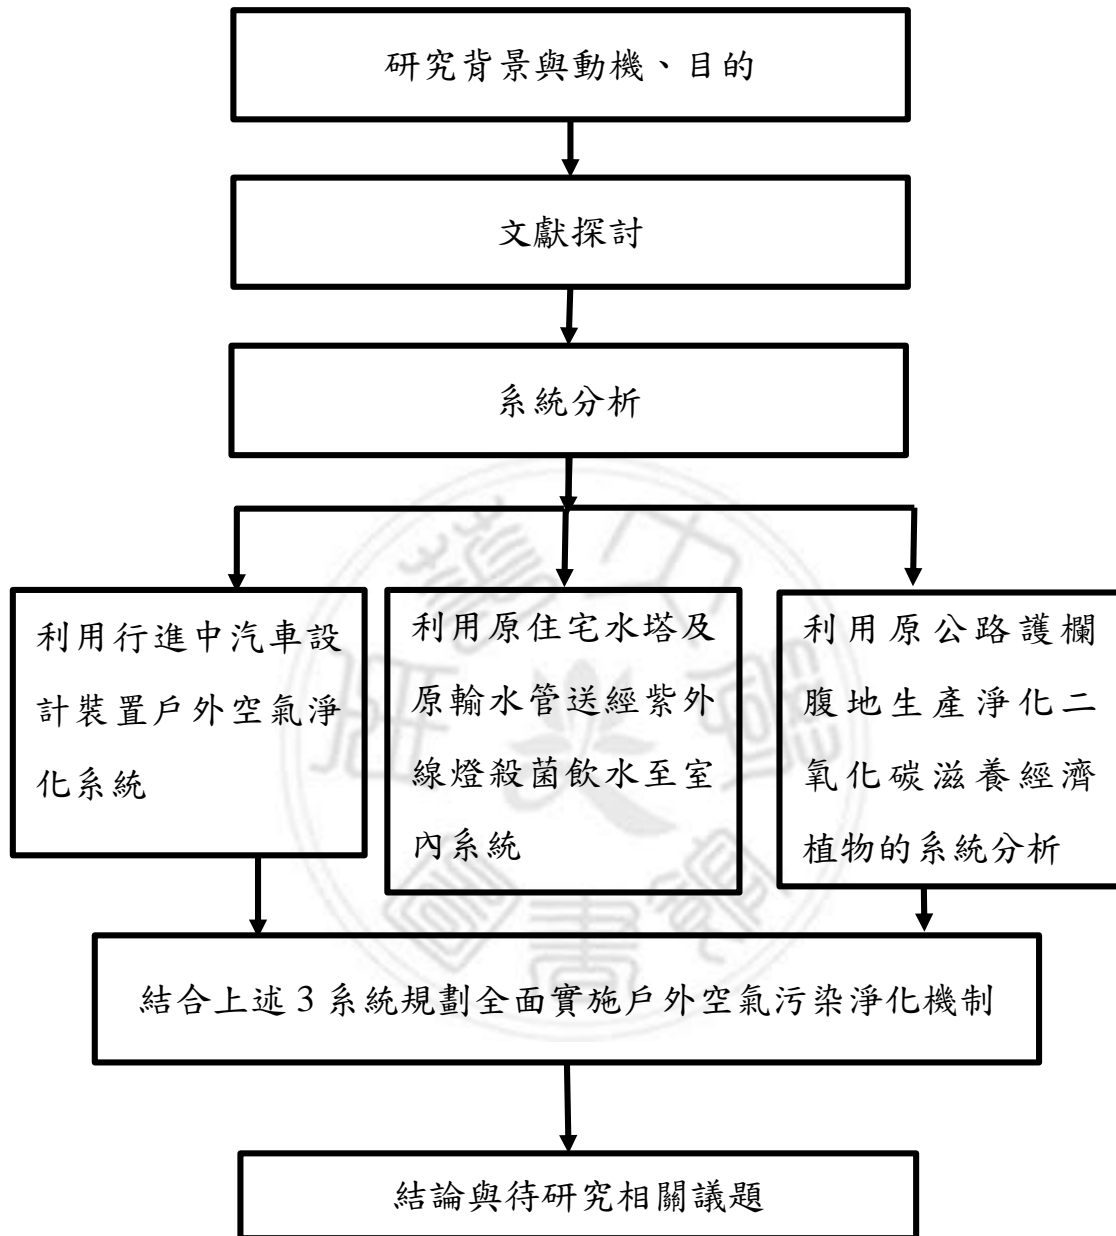 研究背景與動機、目的
文獻探討
系統分析
利用行進中汽車設
計裝置戶外空氣淨
化系統
利用原住宅水塔及
原輸水管送經紫外
線燈殺菌飲水至室
內系統
利用原公路護欄
腹地生產淨化二
氧化碳滋養經濟
植物的系統分析
結合上述3系統規劃全面實施戶外空氣污染淨化機制
結論與待研究相關議題